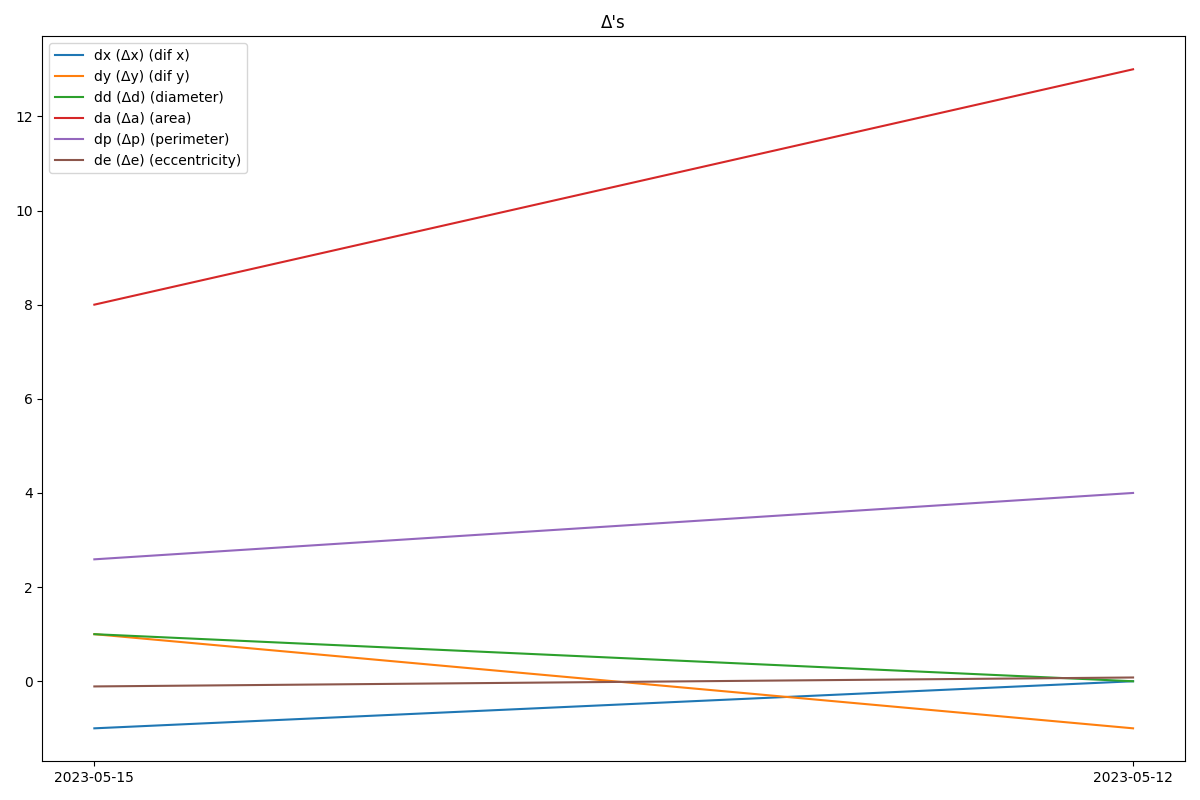 Δ's
dx (Δx) (dif x)
dy (Δy) (dif y)
dd (Δd) (diameter)
da (Δa) (area)
dp (Δp) (perimeter)
de (Δe) (eccentricity)
12
10
8
6
4
2
0
2023-05-15
2023-05-12